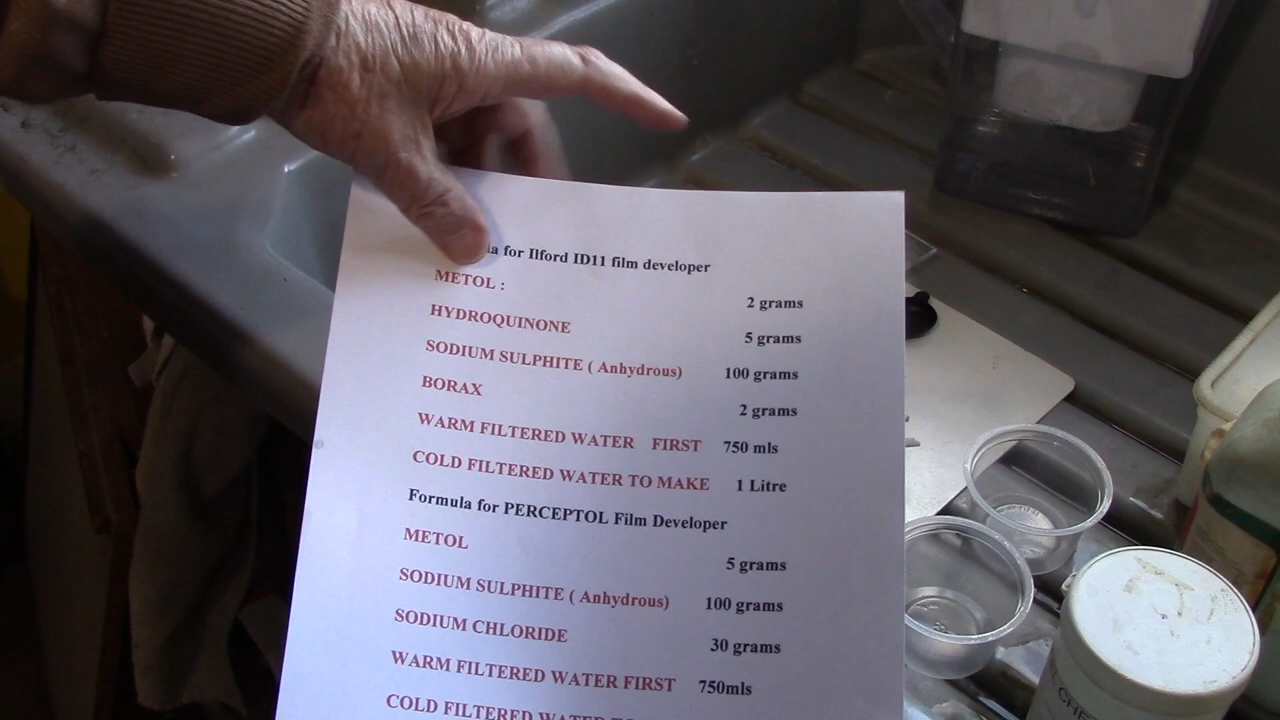 for Ilford ID11 film developer
METOL : 2 grams
HYDROQUINONE 5 grams
SODIUM SULPHITE ( Anhydrous) 100 grams
BORAX 2 grams
WARM FILTERED WATER FIRST 750 mls
COLD FILTERED WATER TO MAKE 1 Litre
Formula for PERCEPTOL Film Developer
METOL 5 grams
SODIUM SULPHITE ( Anhydrous) 100 grams
SODIUM CHLORIDE 30 grams
WARM FILTERED WATER FIRST 750mls
COLD FILTERED WATER